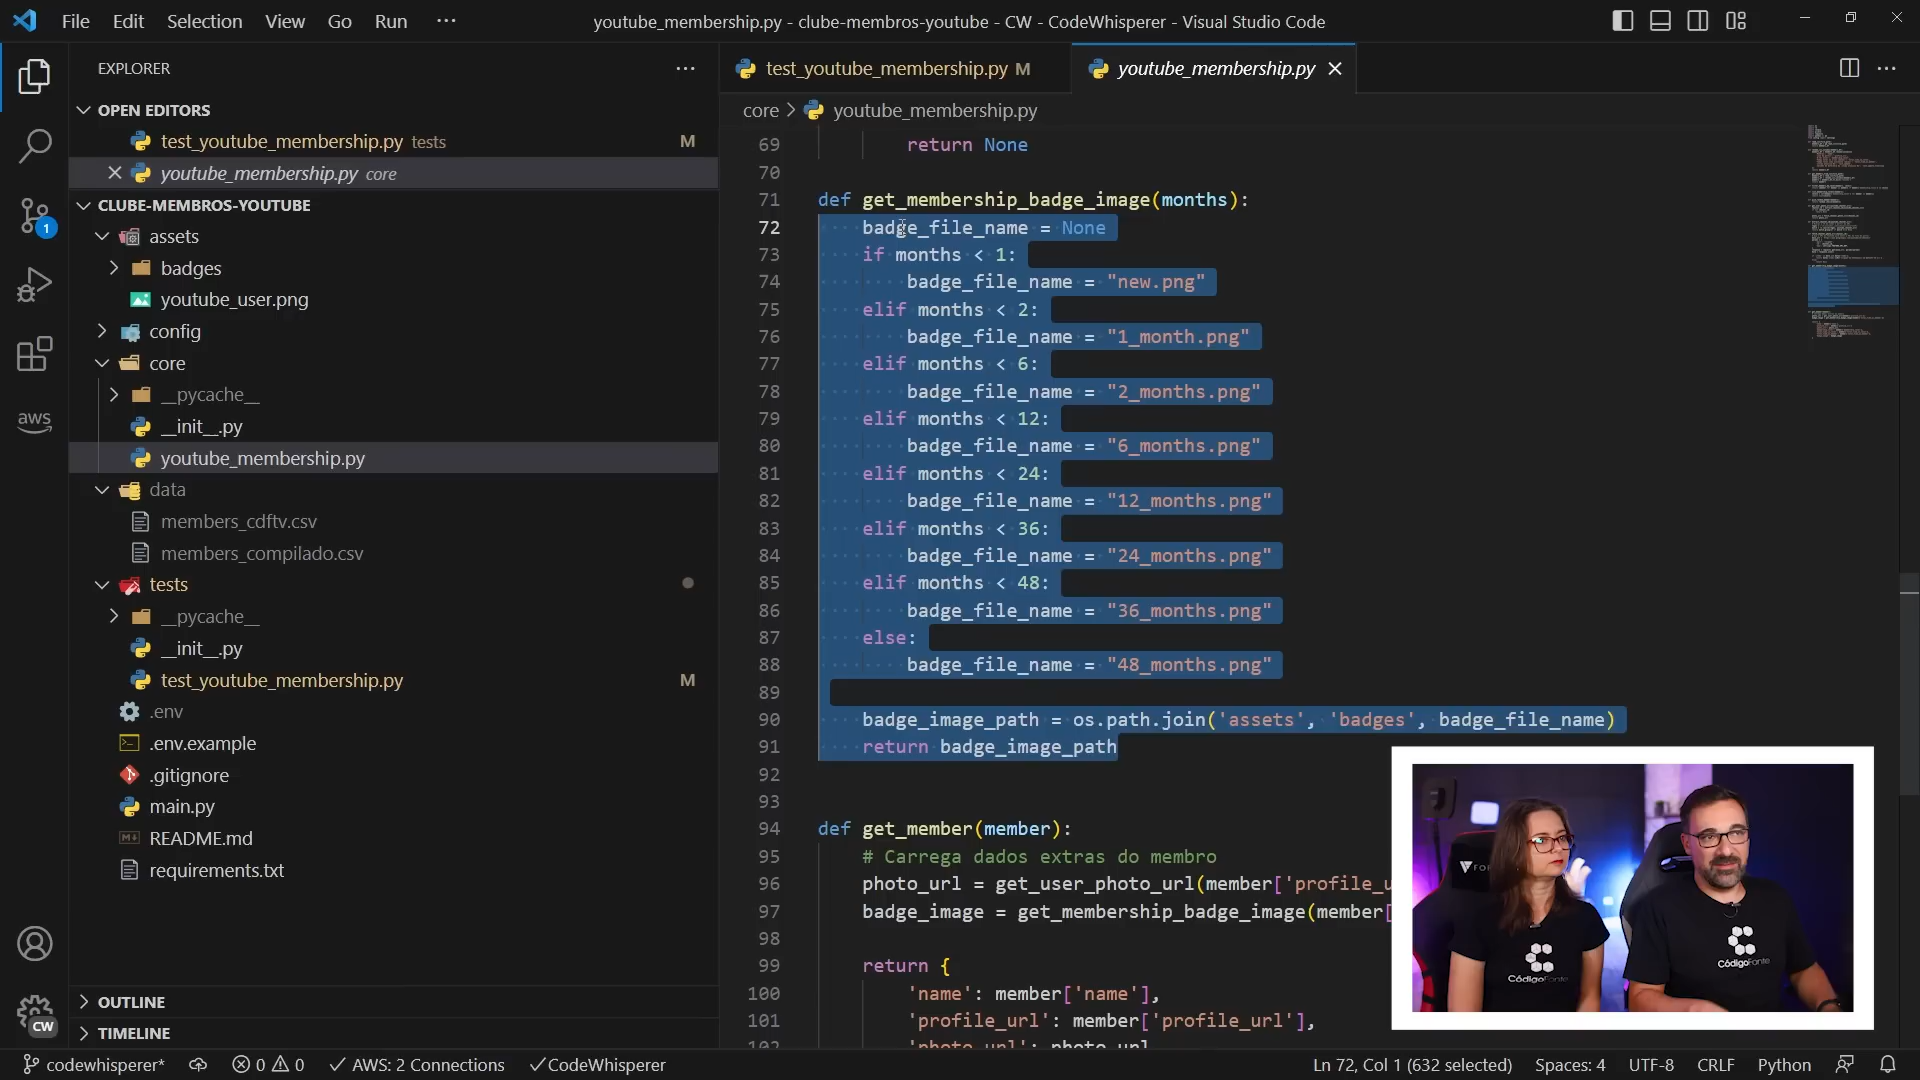 File Edit Selection View Go Run ···
youtube_membership.py - clube-membros-youtube - CW - CodeWhisperer - Visual Studio Code
EXPLORER
OPEN EDITORS
test_youtube_membership.py tests M
youtube_membership.py core
CLUBE-MEMBROS-YOUTUBE
assets
badges
youtube_user.png
config
core
__pycache__
__init__.py
youtube_membership.py
data
members_cdftv.csv
members_compilado.csv
tests
__pycache__
__init__.py
test_youtube_membership.py M
.env
.env.example
.gitignore
main.py
README.md
requirements.txt
OUTLINE
TIMELINE
1
aws
CW
test_youtube_membership.py M
youtube_membership.py
core > youtube_membership.py
69 return None
70
71 def get_membership_badge_image(months):
72 badge_file_name = None
73 if months < 1:
74 badge_file_name = "new.png"
75 elif months < 2:
76 badge_file_name = "1_month.png"
77 elif months < 6:
78 badge_file_name = "2_months.png"
79 elif months < 12:
80 badge_file_name = "6_months.png"
81 elif months < 24:
82 badge_file_name = "12_months.png"
83 elif months < 36:
84 badge_file_name = "24_months.png"
85 elif months < 48:
86 badge_file_name = "36_months.png"
87 else:
88 badge_file_name = "48_months.png"
89
90 badge_image_path = os.path.join('assets', 'badges', badge_file_name)
91 return badge_image_path
92
93
94 def get_member(member):
95 # Carrega dados extras do membro
96 photo_url = get_user_photo_url(member['profile_u
97 badge_image = get_membership_badge_image(member[
98
99 return {
100 'name': member['name'],
101 'profile_url': member['profile_url'],
102 'photo_url': photo_url
CódigoFonte
CódigoFonte
codewhisperer* 0 0 AWS: 2 Connections CodeWhisperer
Ln 72, Col 1 (632 selected) Spaces: 4 UTF-8 CRLF Python